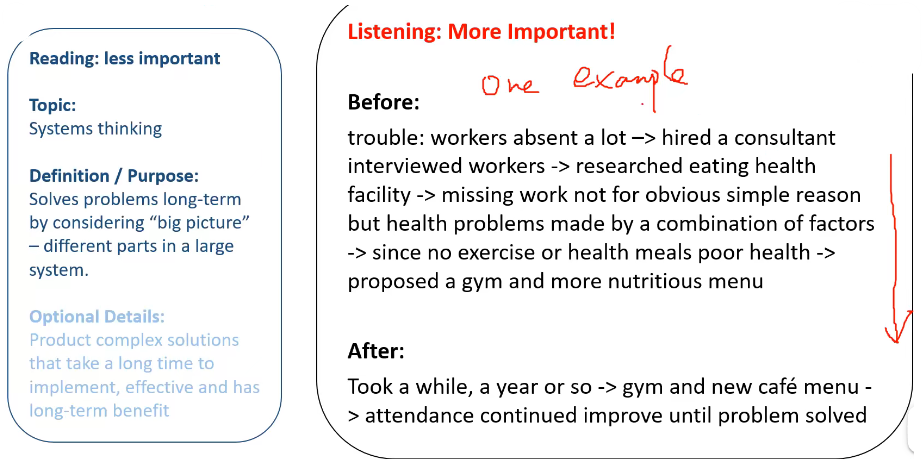 Reading: less important
Topic:
Systems thinking
Definition / Purpose:
Solves problems long-term
by considering “big picture”
– different parts in a large
system.
Optional Details:
Product complex solutions
that take a long time to
implement, effective and has
long-term benefit
Listening: More Important!
one example
Before:
trouble: workers absent a lot –> hired a consultant
interviewed workers -> researched eating health
facility -> missing work not for obvious simple reason
but health problems made by a combination of factors
-> since no exercise or health meals poor health ->
proposed a gym and more nutritious menu
After:
Took a while, a year or so -> gym and new café menu -
> attendance continued improve until problem solved